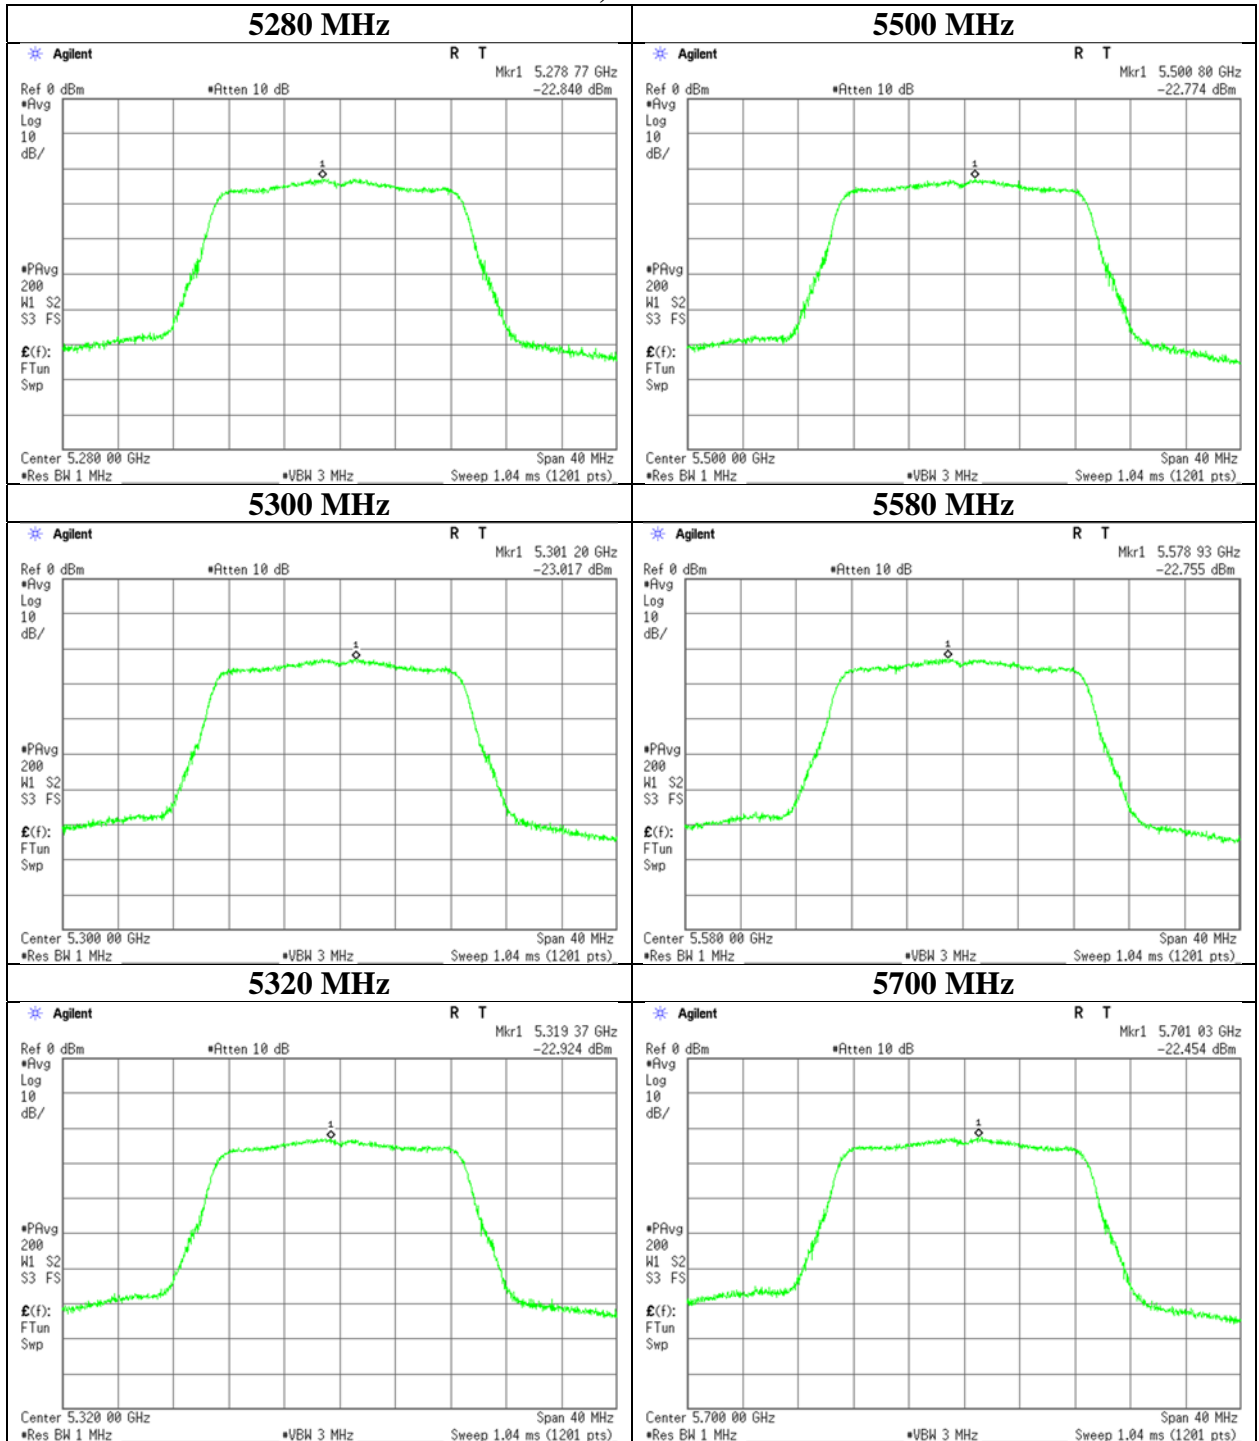 5280 MHz
Agilent R T
Mkr1 5.278 77 GHz
Ref 0 dBm #Atten 10 dB -22.840 dBm
#Avg
Log
10
dB/
1
#PAvg
200
W1 S2
S3 FS
£(f):
FTun
Swp
Center 5.280 00 GHz Span 40 MHz
#Res BW 1 MHz #VBW 3 MHz Sweep 1.04 ms (1201 pts)
5500 MHz
Agilent R T
Mkr1 5.500 80 GHz
Ref 0 dBm #Atten 10 dB -22.774 dBm
#Avg
Log
10
dB/
1
#PAvg
200
W1 S2
S3 FS
£(f):
FTun
Swp
Center 5.500 00 GHz Span 40 MHz
#Res BW 1 MHz #VBW 3 MHz Sweep 1.04 ms (1201 pts)
5300 MHz
Agilent R T
Mkr1 5.301 20 GHz
Ref 0 dBm #Atten 10 dB -23.017 dBm
#Avg
Log
10
dB/
1
#PAvg
200
W1 S2
S3 FS
£(f):
FTun
Swp
Center 5.300 00 GHz Span 40 MHz
#Res BW 1 MHz #VBW 3 MHz Sweep 1.04 ms (1201 pts)
5580 MHz
Agilent R T
Mkr1 5.578 93 GHz
Ref 0 dBm #Atten 10 dB -22.755 dBm
#Avg
Log
10
dB/
1
#PAvg
200
W1 S2
S3 FS
£(f):
FTun
Swp
Center 5.580 00 GHz Span 40 MHz
#Res BW 1 MHz #VBW 3 MHz Sweep 1.04 ms (1201 pts)
5320 MHz
Agilent R T
Mkr1 5.319 37 GHz
Ref 0 dBm #Atten 10 dB -22.924 dBm
#Avg
Log
10
dB/
1
#PAvg
200
W1 S2
S3 FS
£(f):
FTun
Swp
Center 5.320 00 GHz Span 40 MHz
#Res BW 1 MHz #VBW 3 MHz Sweep 1.04 ms (1201 pts)
5700 MHz
Agilent R T
Mkr1 5.701 03 GHz
Ref 0 dBm #Atten 10 dB -22.454 dBm
#Avg
Log
10
dB/
1
#PAvg
200
W1 S2
S3 FS
£(f):
FTun
Swp
Center 5.700 00 GHz Span 40 MHz
#Res BW 1 MHz #VBW 3 MHz Sweep 1.04 ms (1201 pts)